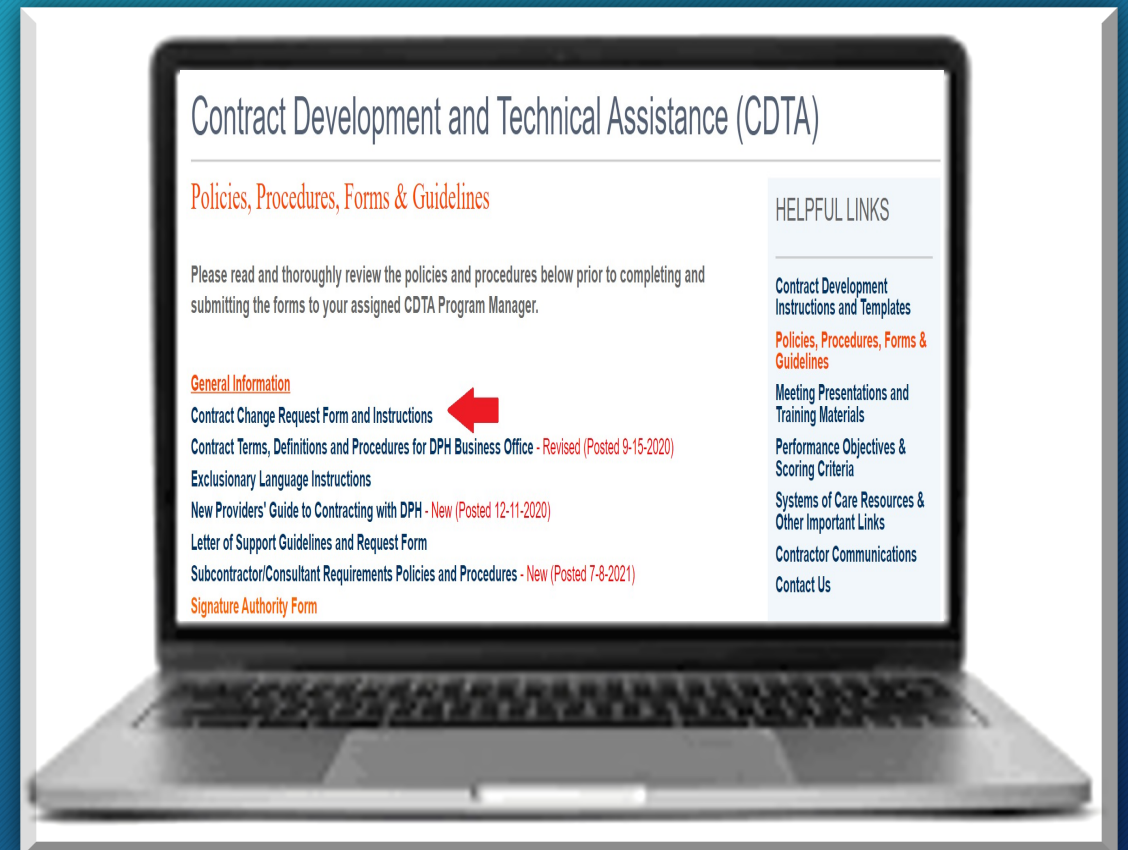 Contract Development and Technical Assistance (CDTA)
Policies, Procedures, Forms & Guidelines
Please read and thoroughly review the policies and procedures below prior to completing and
submitting the forms to your assigned CDTA Program Manager.
General Information
Contract Change Request Form and Instructions
Contract Terms, Definitions and Procedures for DPH Business Office - Revised (Posted 9-15-2020)
Exclusionary Language Instructions
New Providers' Guide to Contracting with DPH - New (Posted 12-11-2020)
Letter of Support Guidelines and Request Form
Subcontractor/Consultant Requirements Policies and Procedures - New (Posted 7-8-2021)
Signature Authority Form
HELPFUL LINKS
Contract Development
Instructions and Templates
Policies, Procedures, Forms &
Guidelines
Meeting Presentations and
Training Materials
Performance Objectives &
Scoring Criteria
Systems of Care Resources &
Other Important Links
Contractor Communications
Contact Us